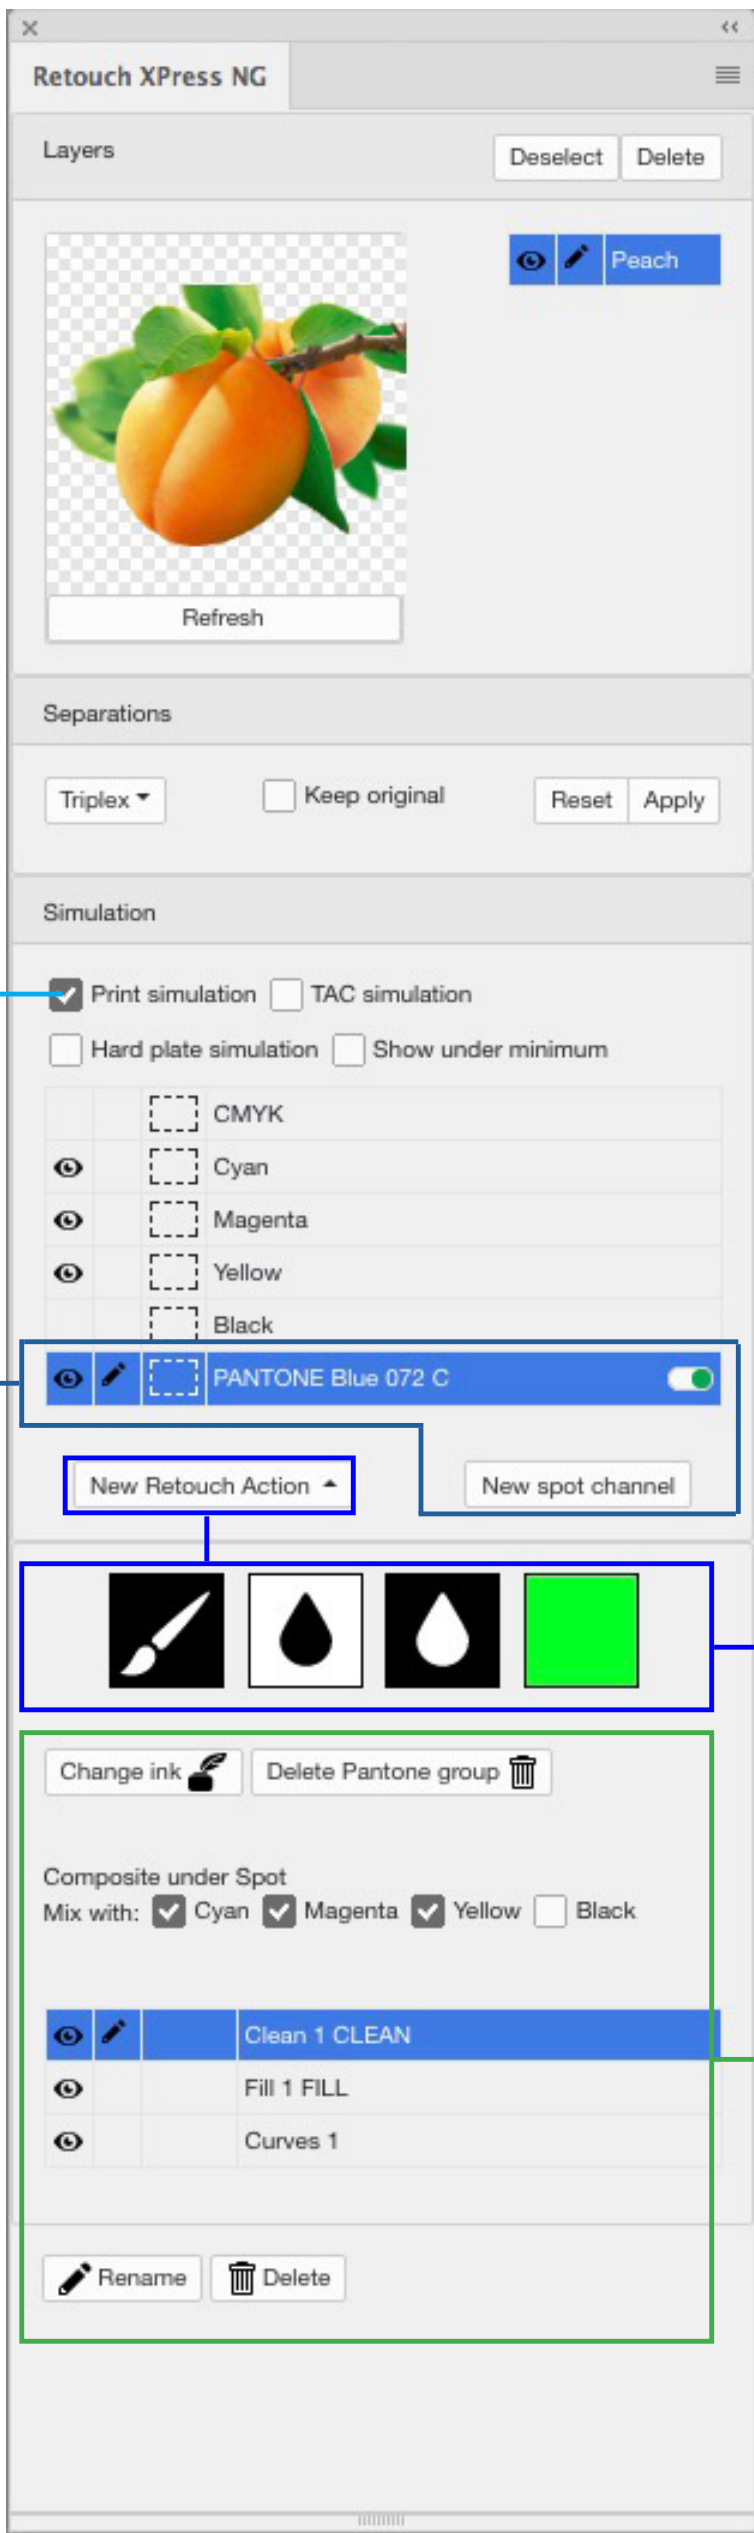 Retouch XPress NG
Layers
Deselect Delete
Peach
Refresh
Separations
Triplex Keep original Reset Apply
Simulation
Print simulation TAC simulation
Hard plate simulation Show under minimum
CMYK
Cyan
Magenta
Yellow
Black
PANTONE Blue 072 C
New Retouch Action New spot channel
Change ink Delete Pantone group
Composite under Spot
Mix with: Cyan Magenta Yellow Black
Clean 1 CLEAN
Fill 1 FILL
Curves 1
Rename Delete